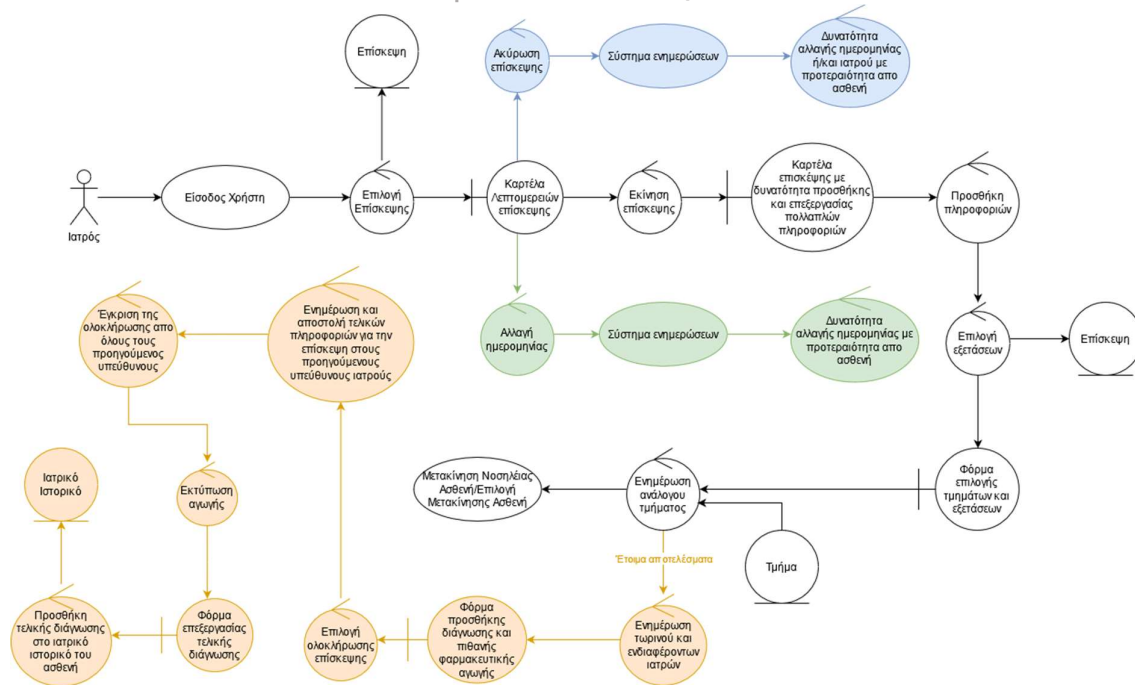 Επίσκεψη
Ακύρωση
επίσκεψης
Σύστημα ενημερώσεων
Δυνατότητα
αλλαγής ημερομηνίας
ή/και ιατρού με
προτεραιότητα απο
ασθενή
Ιατρός
Είσοδος Χρήστη
Επιλογή
Επίσκεψης
Καρτέλα
Λεπτομερειών
επίσκεψης
Εκίνηση
επίσκεψης
Καρτέλα
επισκέψης με
δυνατότητα προσθήκης
και επεξεργασίας
πολλαπλών
πληροφοριών
Προσθήκη
πληροφοριών
Έγκριση της
ολοκλήρωσης απο
όλους τους
προηγούμενος
υπεύθυνους
Ενημέρωση και
αποστολή τελικών
πληροφοριών για την
επίσκεψη στους
προηγούμενους
υπεύθυνους ιατρούς
Αλλαγή
ημερομηνίας
Σύστημα ενημερώσεων
Δυνατότητα
αλλαγής ημερομηνίας με
προτεραιότητα απο
ασθενή
Επιλογή
εξετάσεων
Επίσκεψη
Ιατρικό
Ιστορικό
Εκτύπωση
αγωγής
Μετακίνηση Νοσηλέιας
Ασθενή/Επιλογή
Μετακίνησης Ασθενή
Ενημέρωση
ανάλογου
τμήματος
Φόρμα
επιλογής
τμημάτων και
εξετάσεων
Έτοιμα αποτελέσματα
Τμήμα
Προσθήκη
τελικής διάγνωσης
στο ιατρικό
ιστορικό του
ασθενή
Φόρμα
επεξεργασίας
τελικής
διάγνωσης
Επιλογή
ολοκλήρωσης
επίσκεψης
Φόρμα
προσθήκης
διάγνωσης και
πιθανής
φαρμακευτικής
αγωγής
Ενημέρωση
τωρινού και
ενδιαφέροντων
ιατρών